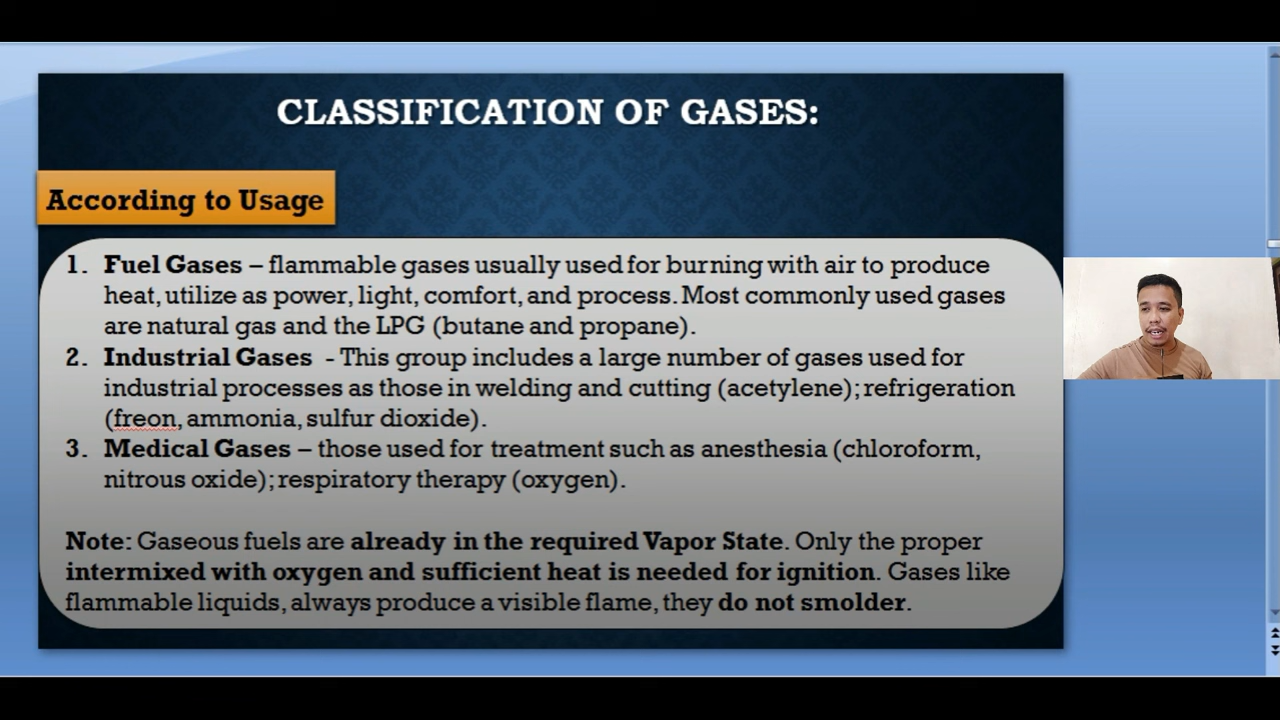 CLASSIFICATION OF GASES:
According to Usage
1. Fuel Gases – flammable gases usually used for burning with air to produce
heat, utilize as power, light, comfort, and process. Most commonly used gases
are natural gas and the LPG (butane and propane).
2. Industrial Gases - This group includes a large number of gases used for
industrial processes as those in welding and cutting (acetylene); refrigeration
(freon, ammonia, sulfur dioxide).
3. Medical Gases – those used for treatment such as anesthesia (chloroform,
nitrous oxide); respiratory therapy (oxygen).
Note: Gaseous fuels are already in the required Vapor State. Only the proper
intermixed with oxygen and sufficient heat is needed for ignition. Gases like
flammable liquids, always produce a visible flame, they do not smolder.